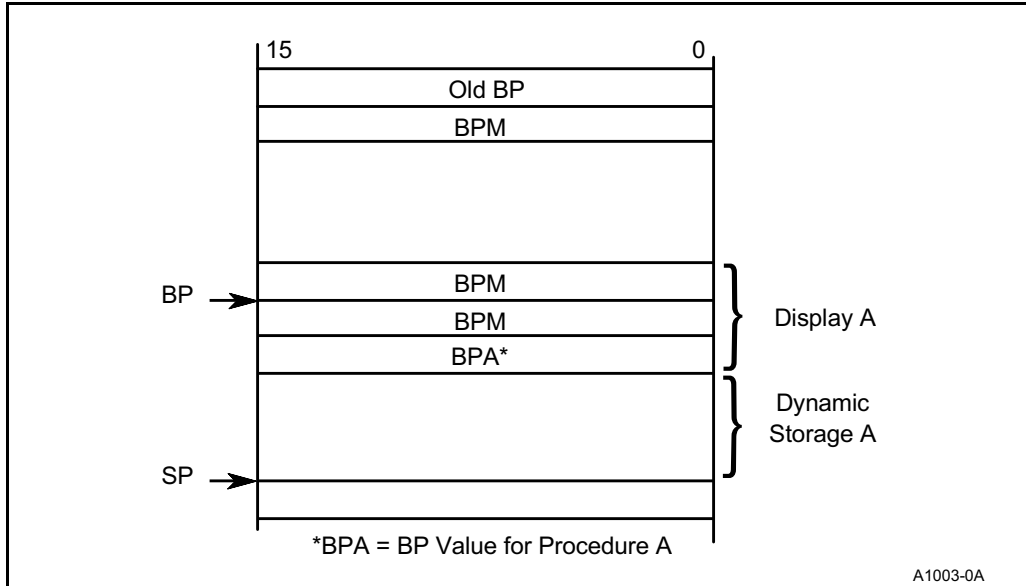 15 0
Old BP
BPM
BPM
BP
BPM
Display A
BPA*
Dynamic
Storage A
SP
*BPA = BP Value for Procedure A
A1003-0A